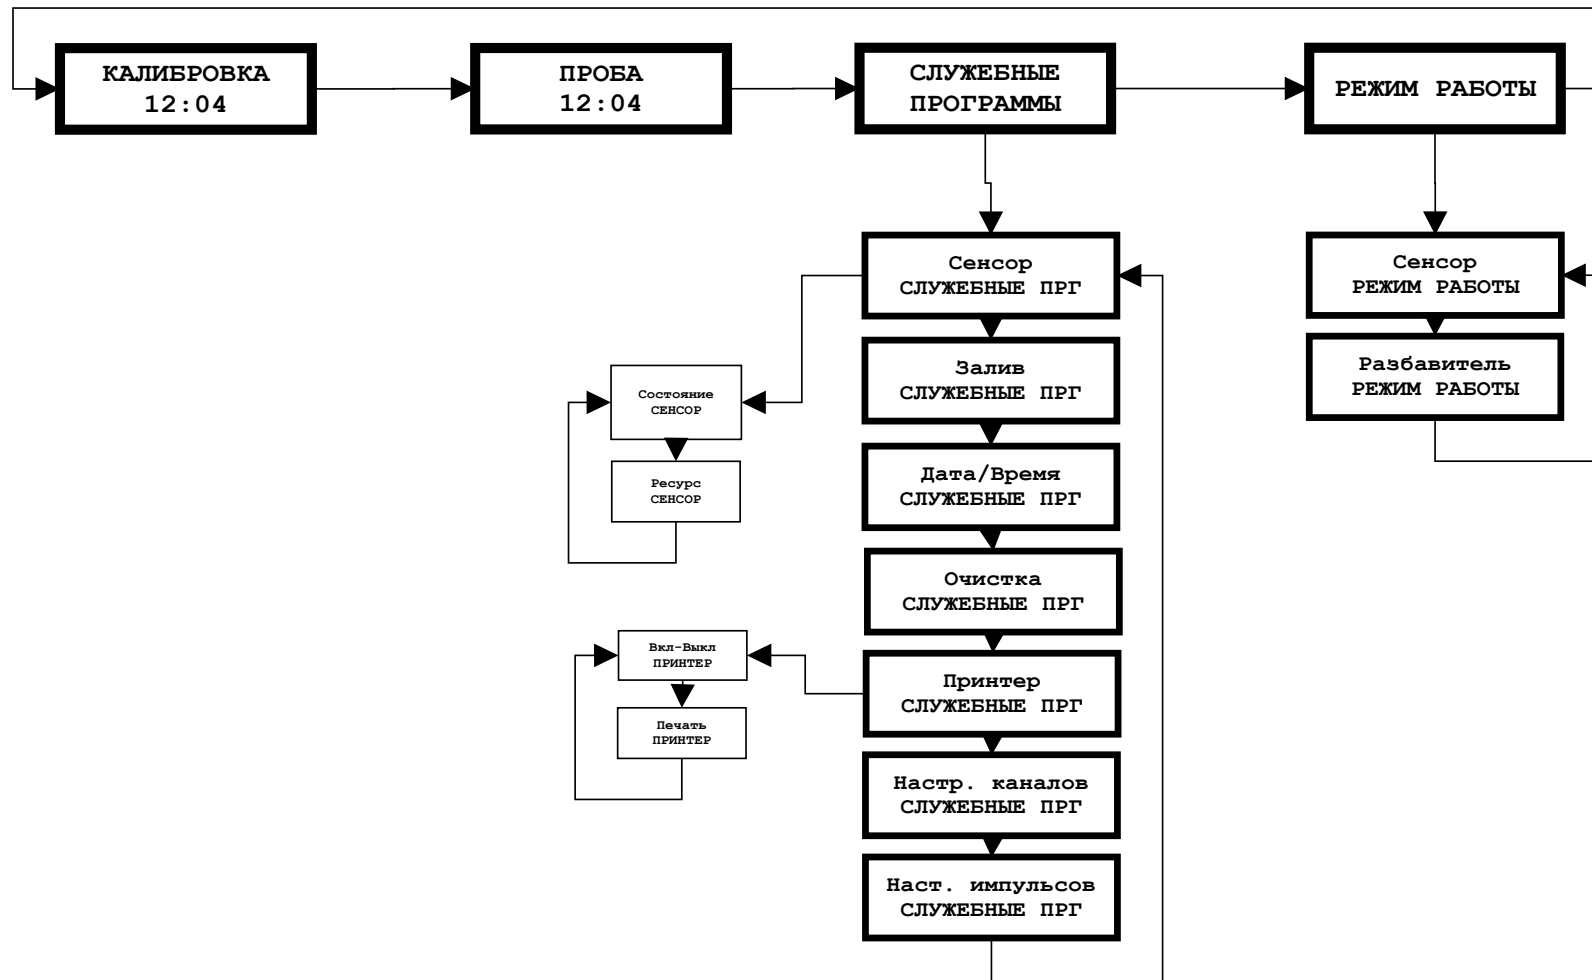 КАЛИБРОВКА
12:04
ПРОБА
12:04
СЛУЖЕБНЫЕ
ПРОГРАММЫ
РЕЖИМ РАБОТЫ
Сенсор
СЛУЖЕБНЫЕ ПРГ
Залив
СЛУЖЕБНЫЕ ПРГ
Дата/Время
СЛУЖЕБНЫЕ ПРГ
Очистка
СЛУЖЕБНЫЕ ПРГ
Принтер
СЛУЖЕБНЫЕ ПРГ
Настр. каналов
СЛУЖЕБНЫЕ ПРГ
Наст. импульсов
СЛУЖЕБНЫЕ ПРГ
Состояние
СЕНСОР
Ресурс
СЕНСОР
Вкл-Выкл
ПРИНТЕР
Печать
ПРИНТЕР
Сенсор
РЕЖИМ РАБОТЫ
Разбавитель
РЕЖИМ РАБОТЫ